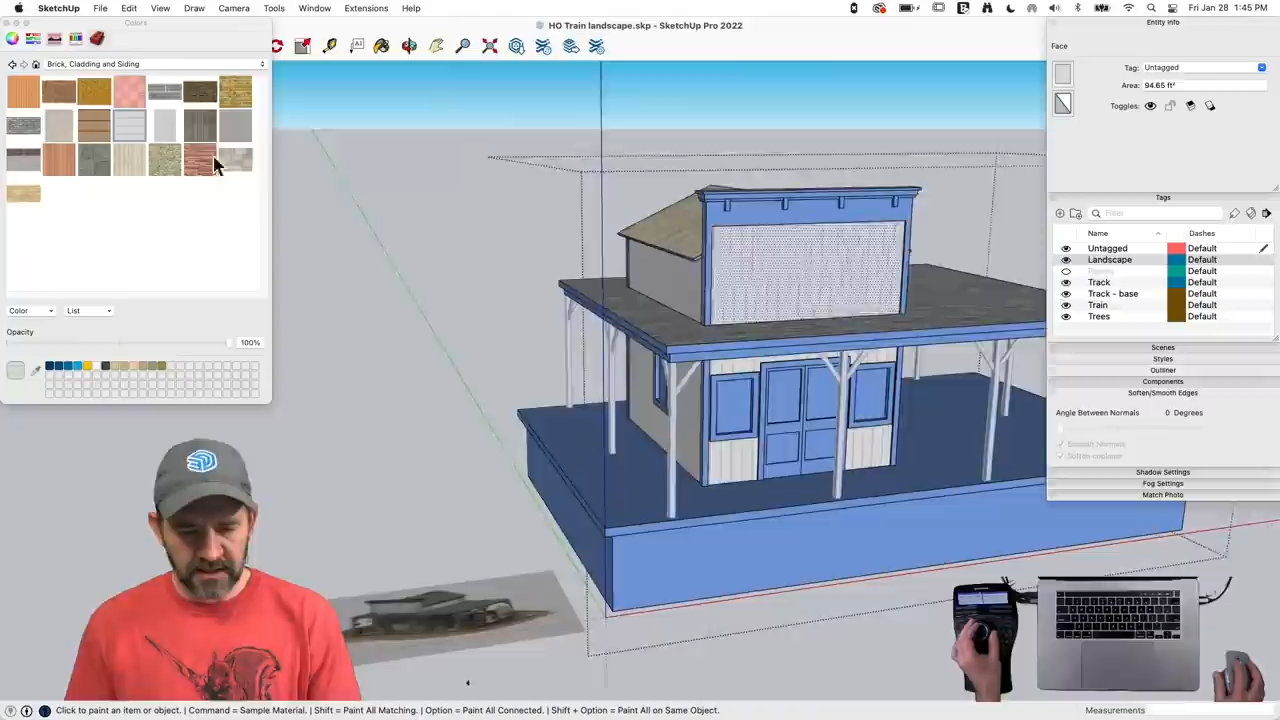 SketchUp File Edit View Draw Camera Tools Window Extensions Help Fri Jan 28 1:45 PM
Colors
HO Train landscape.skp - SketchUp Pro 2022
Entity Info
Face
Brick, Cladding and Siding
Tag: Untagged
Area: 94.65 ft²
Toggles:
Tags
Filter
Name Dashes
Untagged Default
Landscape Default
Default
Track Default
Track - base Default
Train Default
Trees Default
Color List
Opacity
100%
Scenes
Styles
Outliner
Components
Soften/Smooth Edges
Angle Between Normals 0 Degrees
Smooth Normals
Soften coplanar
Shadow Settings
Fog Settings
Match Photo
Click to paint an item or object. | Command = Sample Material. | Shift = Paint All Matching. | Option = Paint All Connected. | Shift + Option = Paint All on Same Object. Measurements